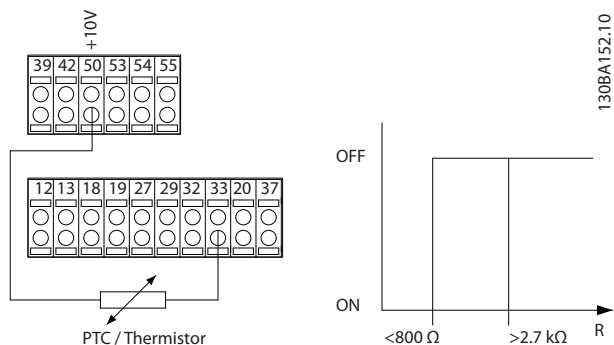 +10V
39 42 50 53 54 55
12 13 18 19 27 29 32 33 20 37
PTC / Thermistor
130BA152.10
OFF
ON
<800 Ω >2.7 kΩ R